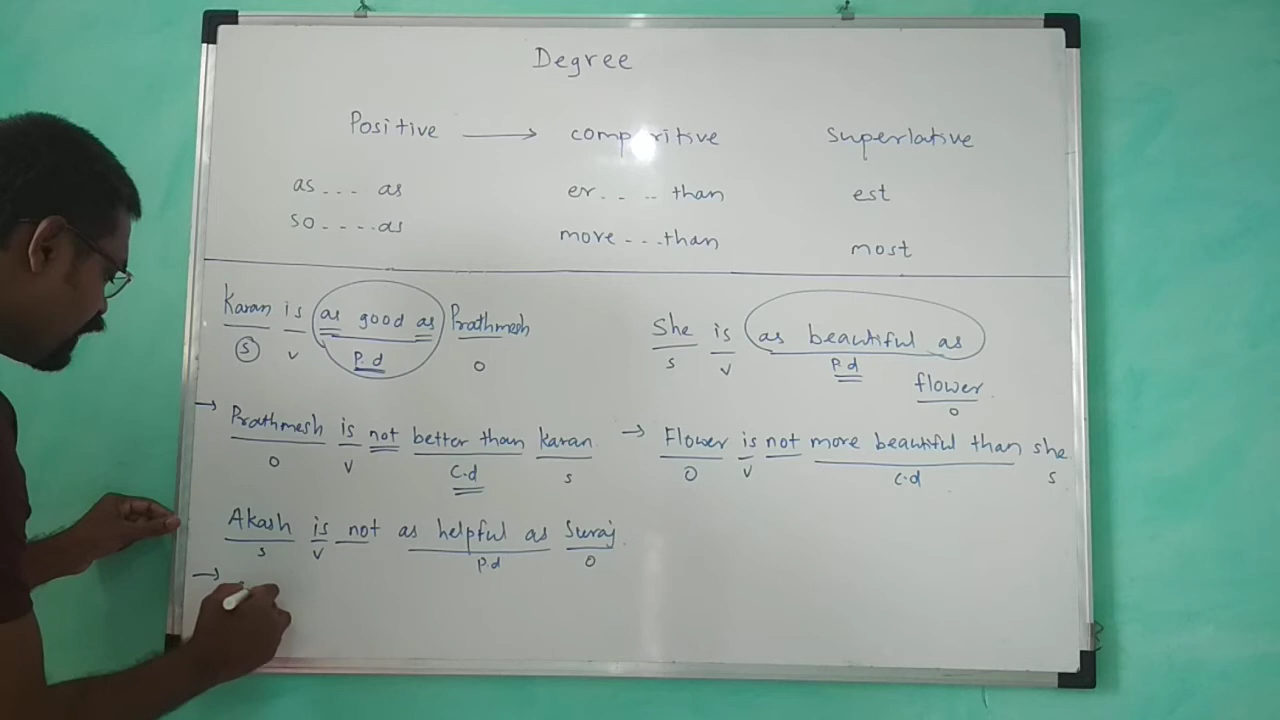 Degree
Positive → comparitive superlative
as... as er.... than est
so....as more...than most
Karan is as good as Prathmesh
S v P.d O
She is as beautiful as
s v P.d
flower
O
→ Prathmesh is not better than karan.
O v C.d s
→ Flower is not more beautiful than she
O v c.d s
Akash is not as helpful as Suraj.
s v P.d O
→